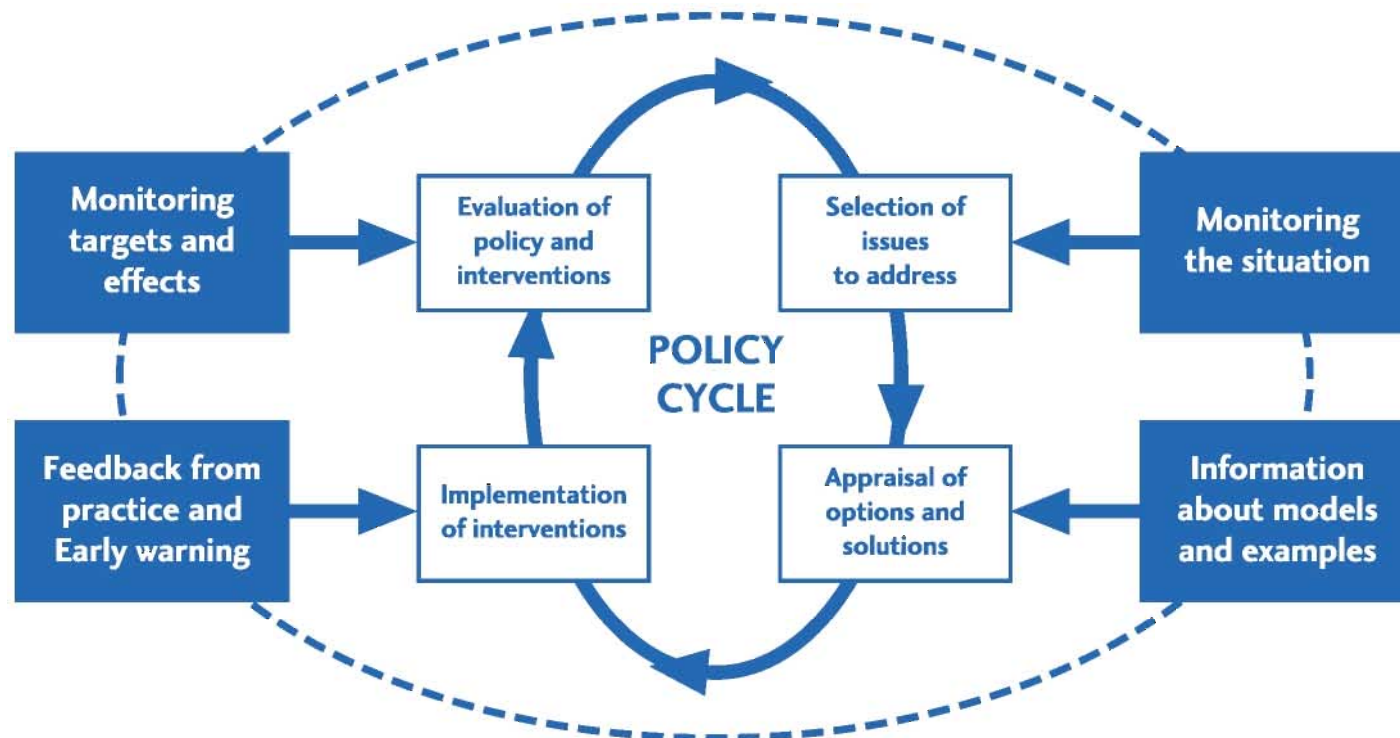 Monitoring
targets and
effects
Evaluation of
policy and
interventions
Selection of
issues
to address
Monitoring
the situation
POLICY
CYCLE
Feedback from
practice and
Early warning
Implementation
of interventions
Appraisal of
options and
solutions
Information
about models
and examples